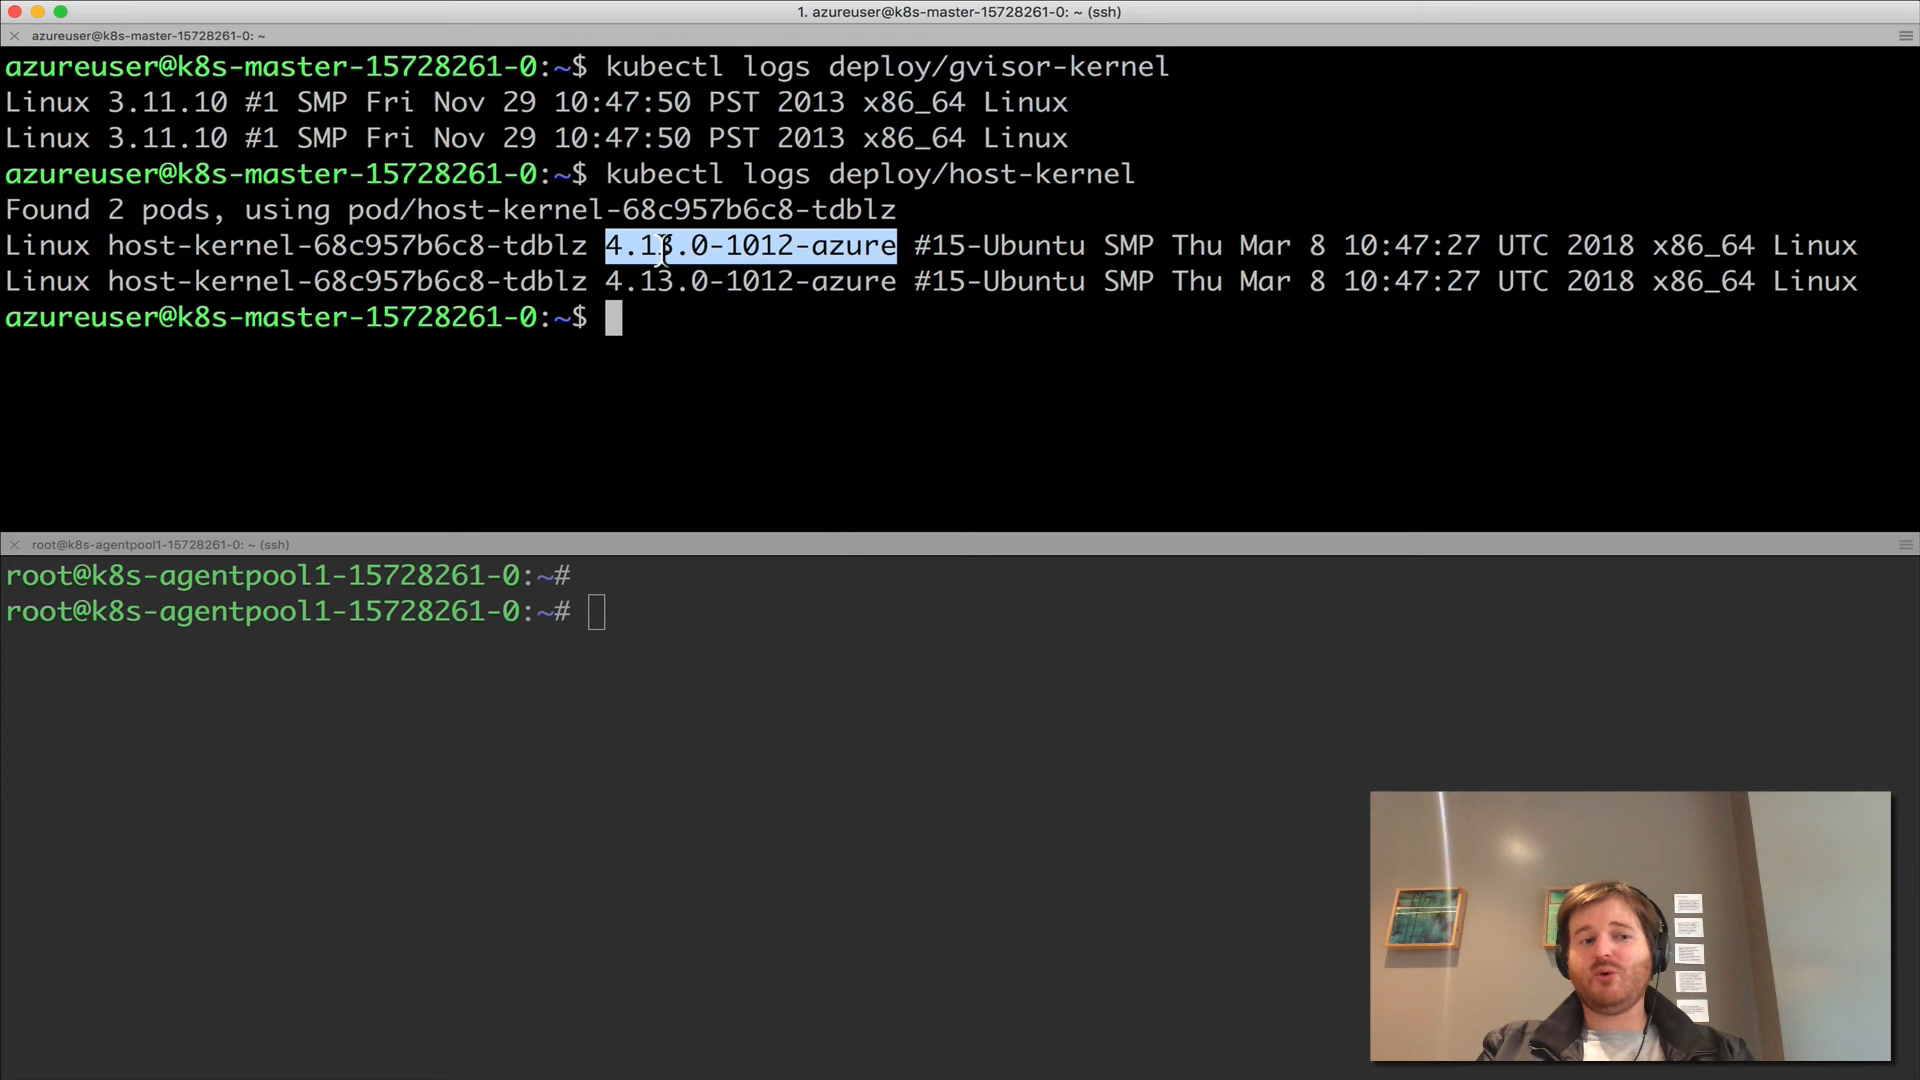 1. azureuser@k8s-master-15728261-0: ~ (ssh)
azureuser@k8s-master-15728261-0: ~
azureuser@k8s-master-15728261-0:~$ kubectl logs deploy/gvisor-kernel
Linux 3.11.10 #1 SMP Fri Nov 29 10:47:50 PST 2013 x86_64 Linux
Linux 3.11.10 #1 SMP Fri Nov 29 10:47:50 PST 2013 x86_64 Linux
azureuser@k8s-master-15728261-0:~$ kubectl logs deploy/host-kernel
Found 2 pods, using pod/host-kernel-68c957b6c8-tdblz
Linux host-kernel-68c957b6c8-tdblz 4.13.0-1012-azure #15-Ubuntu SMP Thu Mar 8 10:47:27 UTC 2018 x86_64 Linux
Linux host-kernel-68c957b6c8-tdblz 4.13.0-1012-azure #15-Ubuntu SMP Thu Mar 8 10:47:27 UTC 2018 x86_64 Linux
azureuser@k8s-master-15728261-0:~$
root@k8s-agentpool1-15728261-0: ~ (ssh)
root@k8s-agentpool1-15728261-0:~#
root@k8s-agentpool1-15728261-0:~#